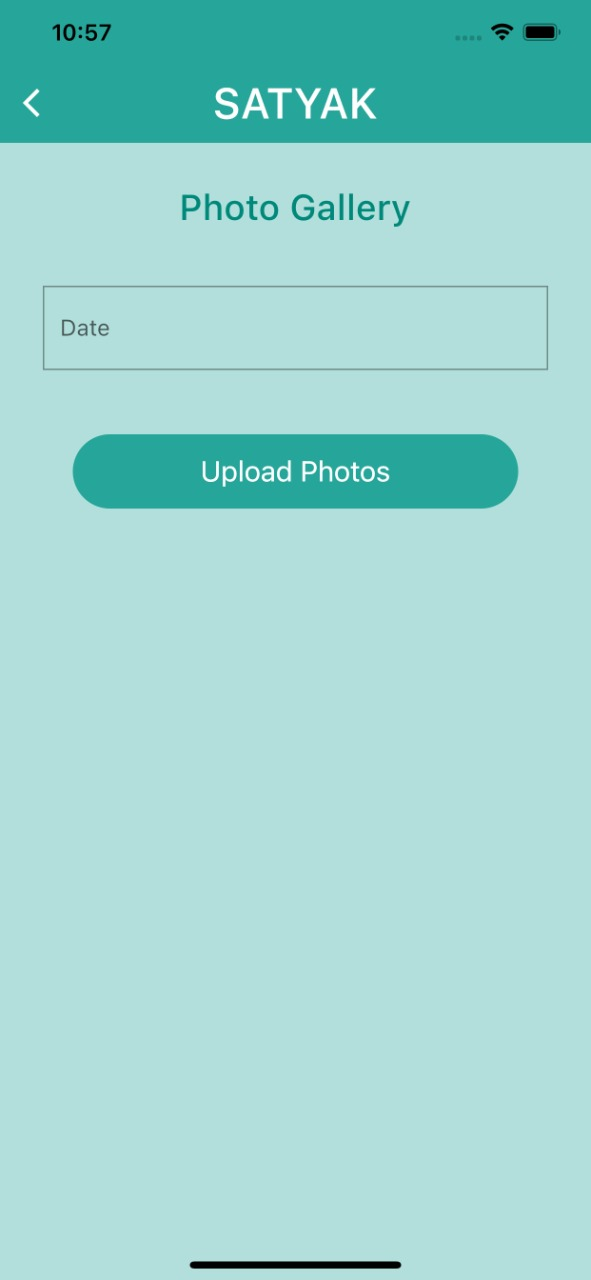 10:57
SATYAK
Photo Gallery
Date
Upload Photos